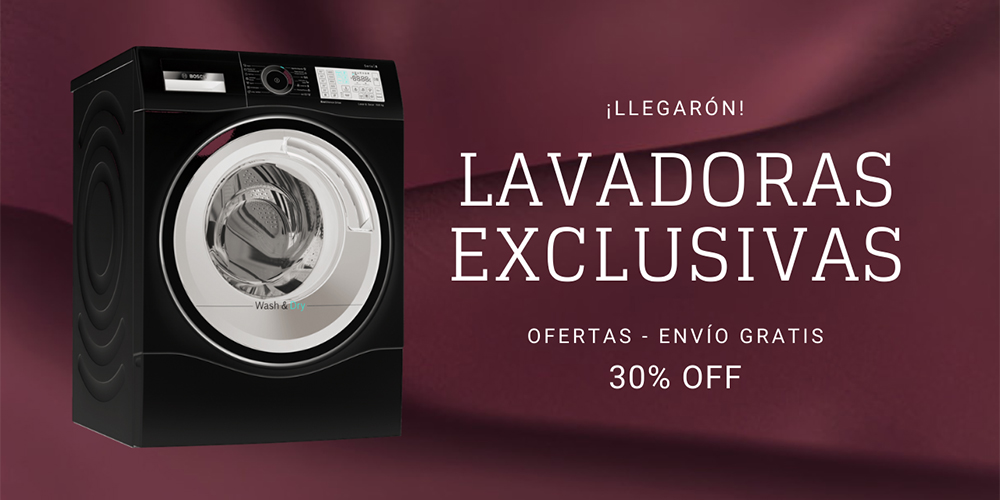 ¡LLEGARÓN!
LAVADORAS
EXCLUSIVAS
OFERTAS - ENVÍO GRATIS
30% OFF
BOSCH
Wash & Dry